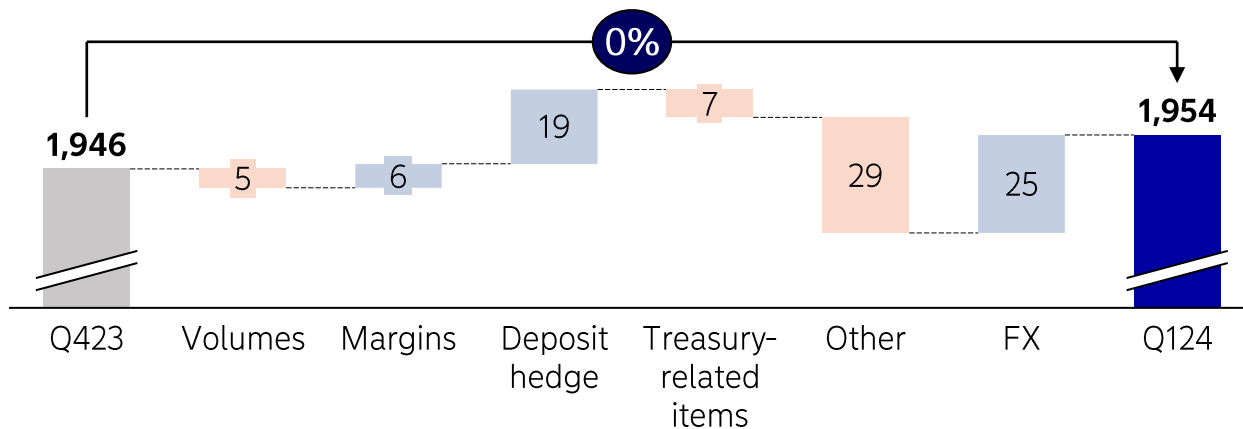 0%
1,946
5
6
19
7
29
25
1,954
Q423
Volumes
Margins
Deposit
hedge
Treasury-
related
items
Other
FX
Q124